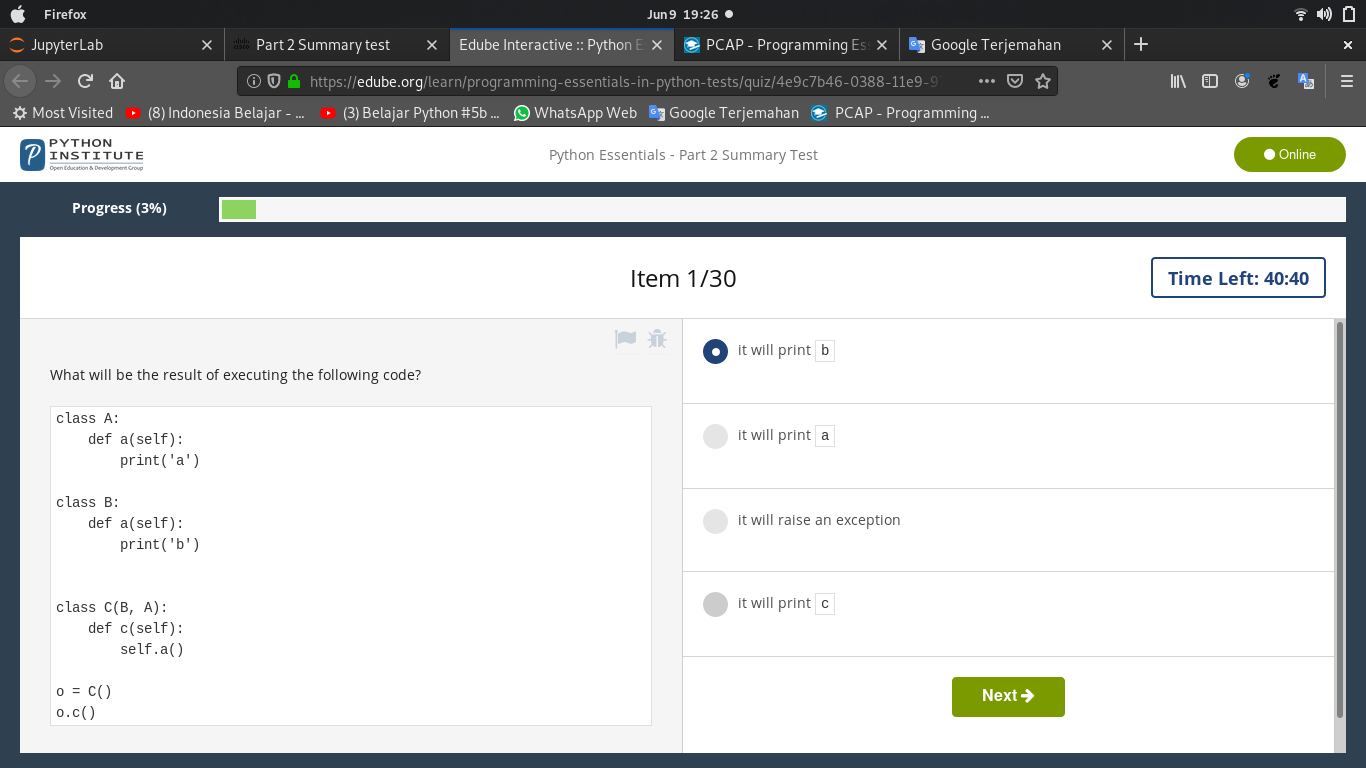 Firefox
Jun 9 19:26
JupyterLab
Part 2 Summary test
Edube Interactive :: Python E
PCAP - Programming Es
Google Terjemahan
https://edube.org/learn/programming-essentials-in-python-tests/quiz/4e9c7b46-0388-11e9-9
Most Visited
(8) Indonesia Belajar - ...
(3) Belajar Python #5b ...
WhatsApp Web
Google Terjemahan
PCAP - Programming ...
PYTHON
INSTITUTE
Open Education & Development Group
Python Essentials - Part 2 Summary Test
Online
Progress (3%)
Item 1/30
Time Left: 40:40
What will be the result of executing the following code?
class A:
    def a(self):
        print('a')
class B:
    def a(self):
        print('b')
class C(B, A):
    def c(self):
        self.a()
o = C()
o.c()
it will print b
it will print a
it will raise an exception
it will print c
Next